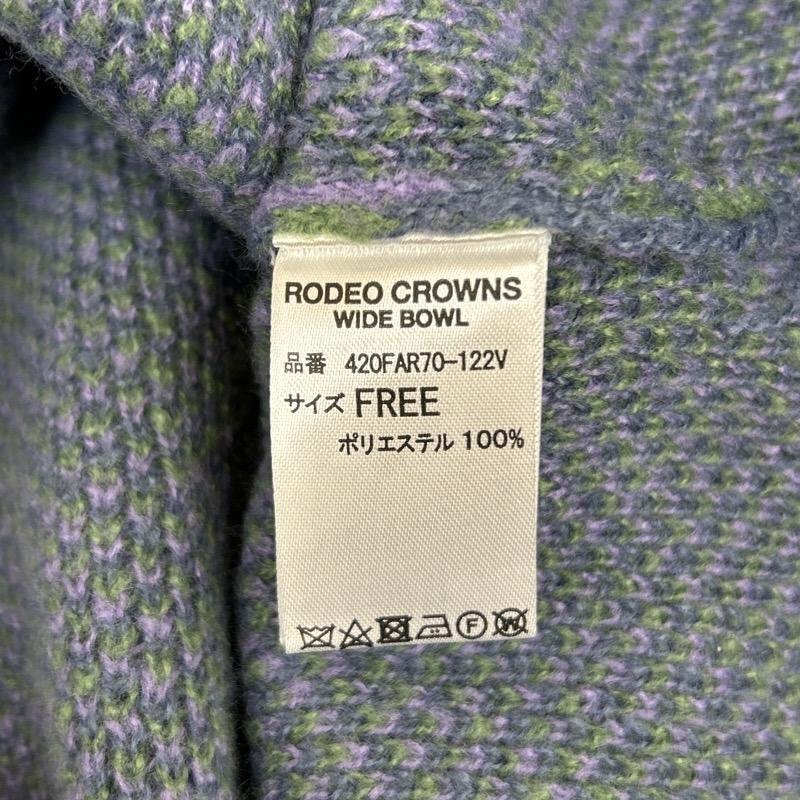 RODEO CROWNS
WIDE BOWL
品番 420FAR70-122V
サイズ FREE
ポリエステル 100%
F W